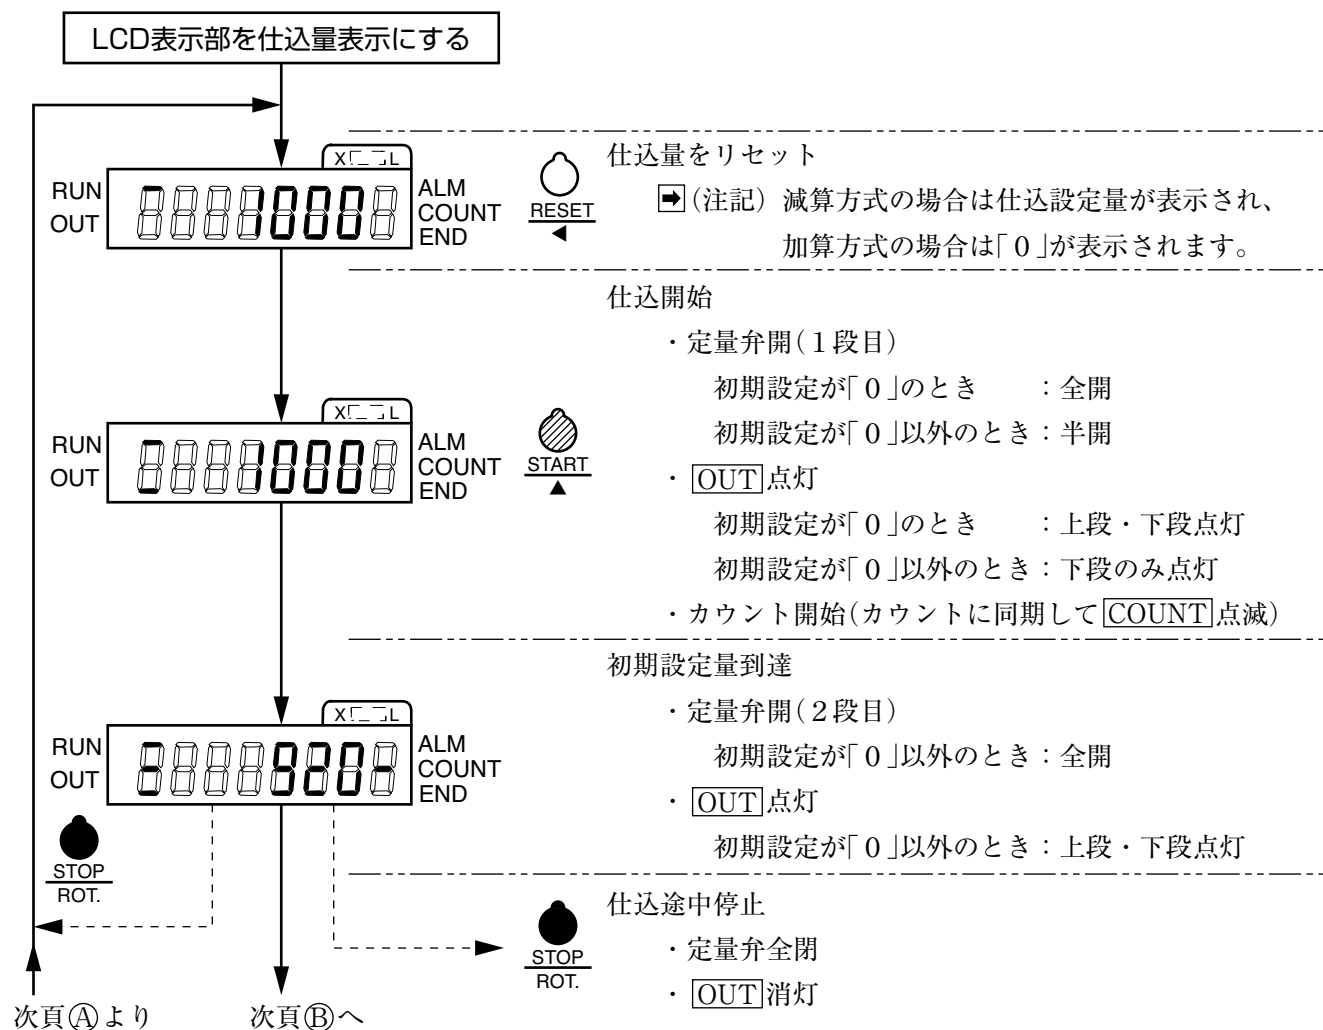 LCD表示部を仕込量表示にする
X L
RUN
OUT
1000
ALM
COUNT
END
RESET
仕込量をリセット
(注記) 減算方式の場合は仕込設定量が表示され、
加算方式の場合は「0」が表示されます。
仕込開始
・定量弁開(1段目)
初期設定が「0」のとき :全開
初期設定が「0」以外のとき:半開
X L
RUN
OUT
1000
ALM
COUNT
END
START
・OUT点灯
初期設定が「0」のとき :上段・下段点灯
初期設定が「0」以外のとき:下段のみ点灯
・カウント開始(カウントに同期してCOUNT点滅)
初期設定量到達
・定量弁開(2段目)
初期設定が「0」以外のとき:全開
X L
RUN
OUT
920
ALM
COUNT
END
・OUT点灯
初期設定が「0」以外のとき:上段・下段点灯
STOP
ROT.
仕込途中停止
・定量弁全閉
・OUT消灯
STOP
ROT.
次頁Ⓐより
次頁Ⓑへ